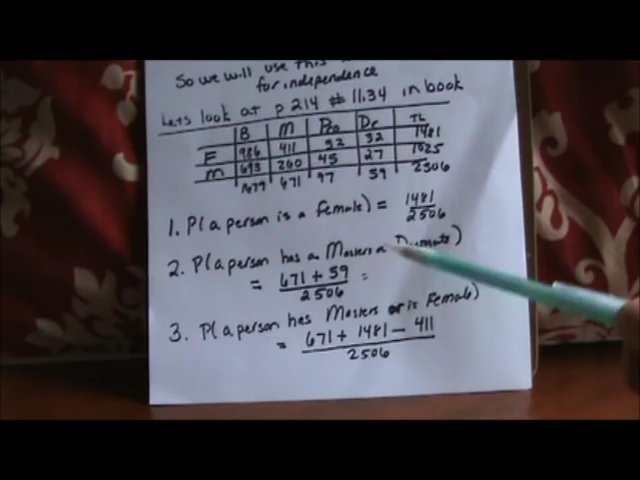 So we will use this
for independence
Lets look at p 214 # 11.34 in book
B M Pro Dr TL
F 986 411 52 32 1481
m 693 260 45 27 1025
1679 671 97 59 2506
1. P(a person is a female) = 1481
2506
2. P(a person has a Masters
= 671 + 59 =
2506
3. P(a person has Masters or is Female)
= 671 + 1481 - 411
2506